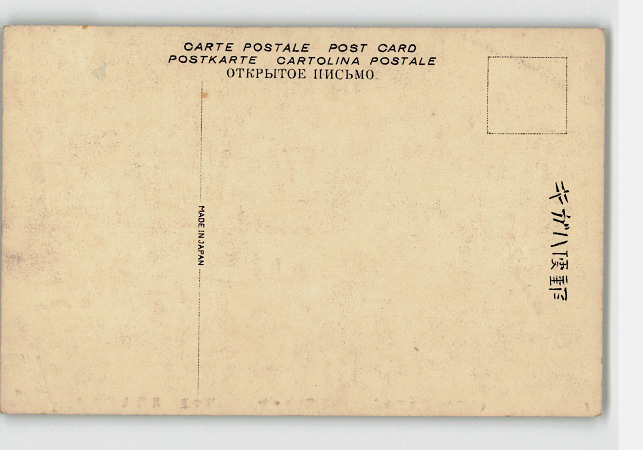 CARTE POSTALE POST CARD
POSTKARTE CARTOLINA POSTALE
ОТКРЫТОЕ ПИСЬМО.
MADE IN JAPAN
キガハ便郵